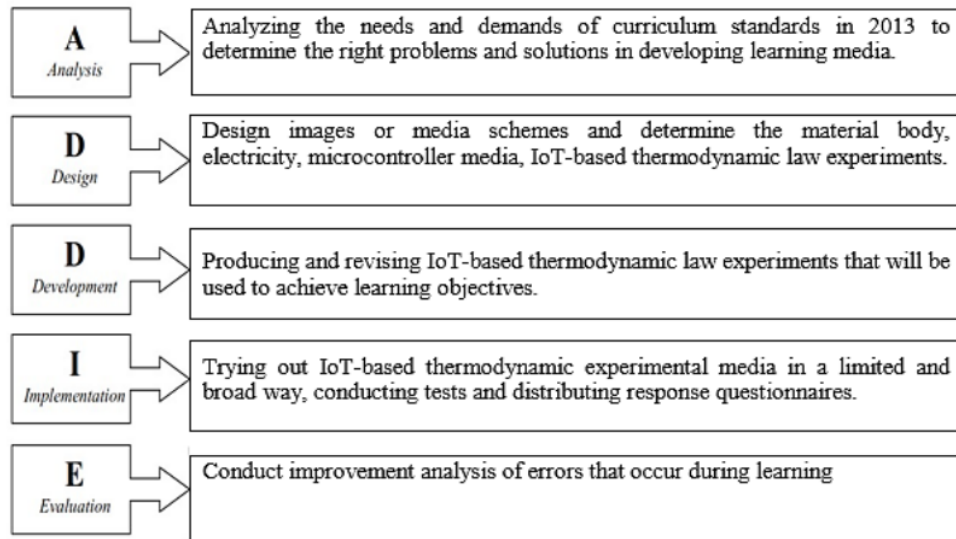 A
Analysis
Analyzing the needs and demands of curriculum standards in 2013 to
determine the right problems and solutions in developing learning media.
D
Design
Design images or media schemes and determine the material body,
electricity, microcontroller media, IoT-based thermodynamic law experiments.
D
Development
Producing and revising IoT-based thermodynamic law experiments that will be
used to achieve learning objectives.
I
Implementation
Trying out IoT-based thermodynamic experimental media in a limited and
broad way, conducting tests and distributing response questionnaires.
E
Evaluation
Conduct improvement analysis of errors that occur during learning